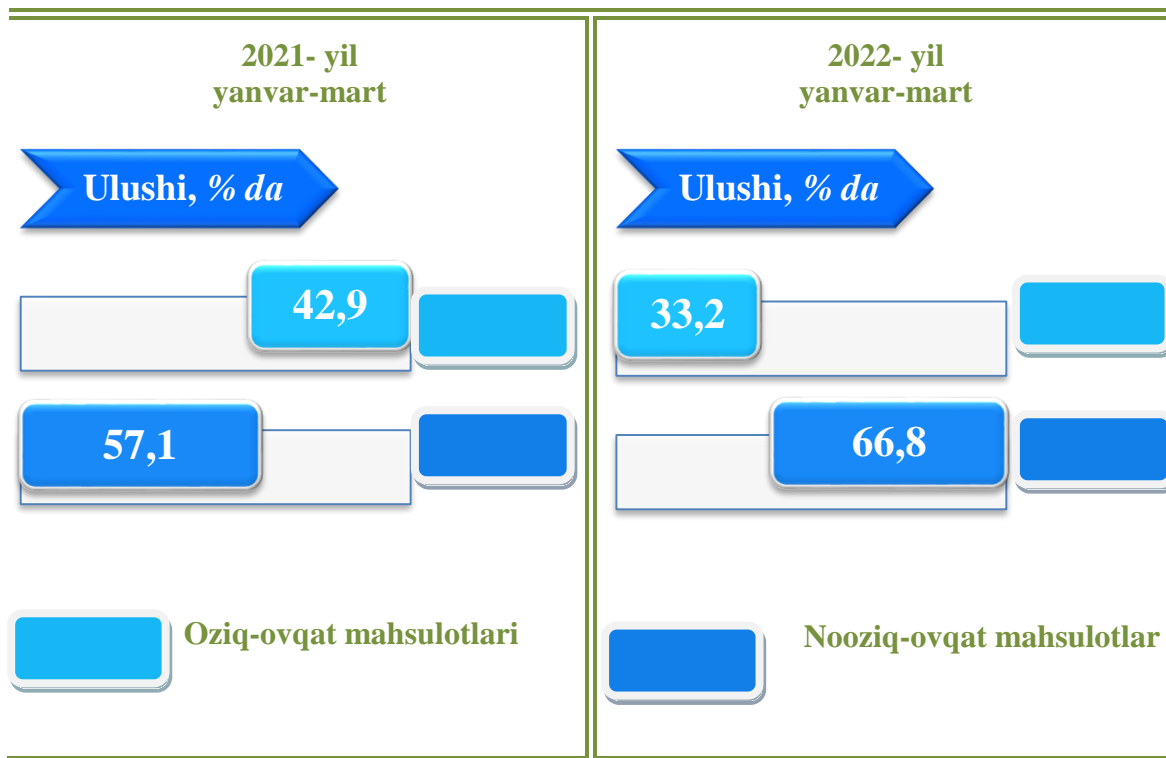 2021- yil
yanvar-mart
Ulushi, % da
42,9
57,1
2022- yil
yanvar-mart
Ulushi, % da
33,2
66,8
Oziq-ovqat mahsulotlari
Nooziq-ovqat mahsulotlar